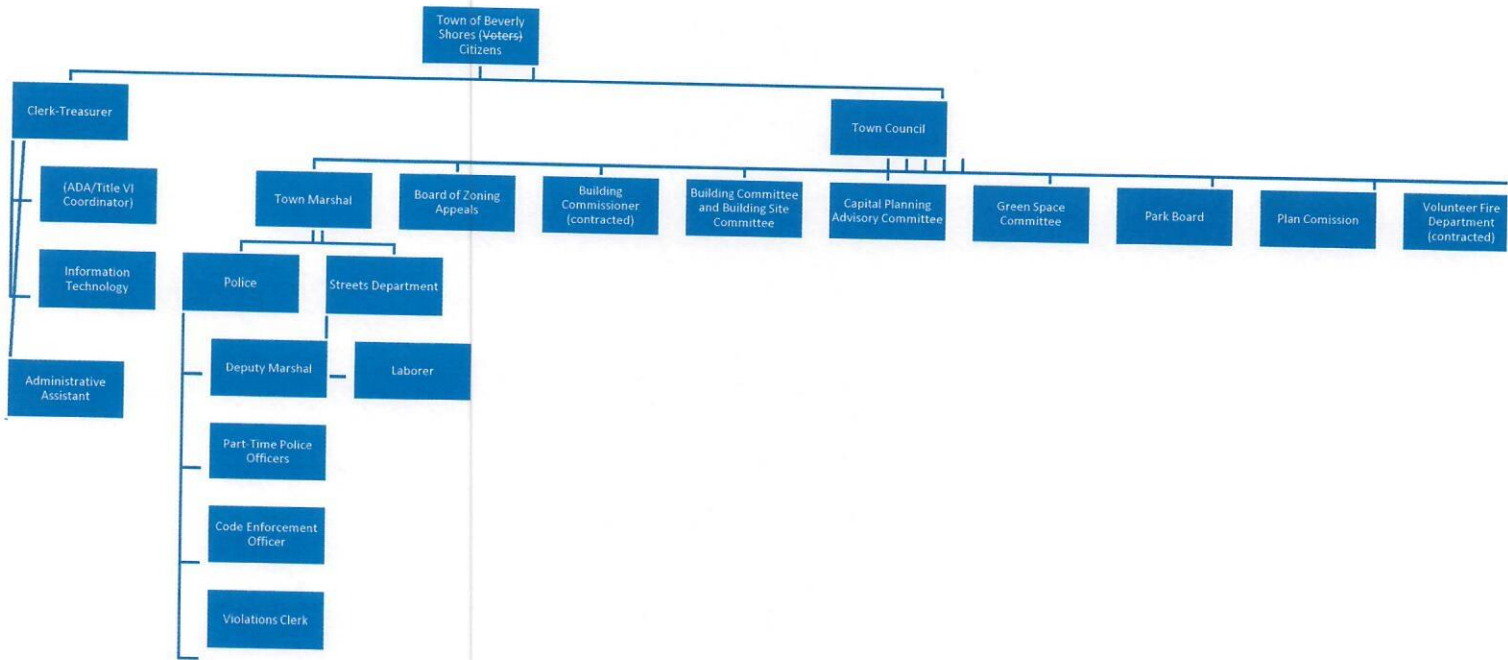 Town of Beverly
Shores (Voters)
Citizens
Clerk-Treasurer
Town Council
(ADA/Title VI
Coordinator)
Town Marshal
Board of Zoning
Appeals
Building
Commissioner
(contracted)
Building Committee
and Building Site
Committee
Capital Planning
Advisory Committee
Green Space
Committee
Park Board
Plan Comission
Volunteer Fire
Department
(contracted)
Information
Technology
Police
Streets Department
Administrative
Assistant
Deputy Marshal
Laborer
Part-Time Police
Officers
Code Enforcement
Officer
Violations Clerk